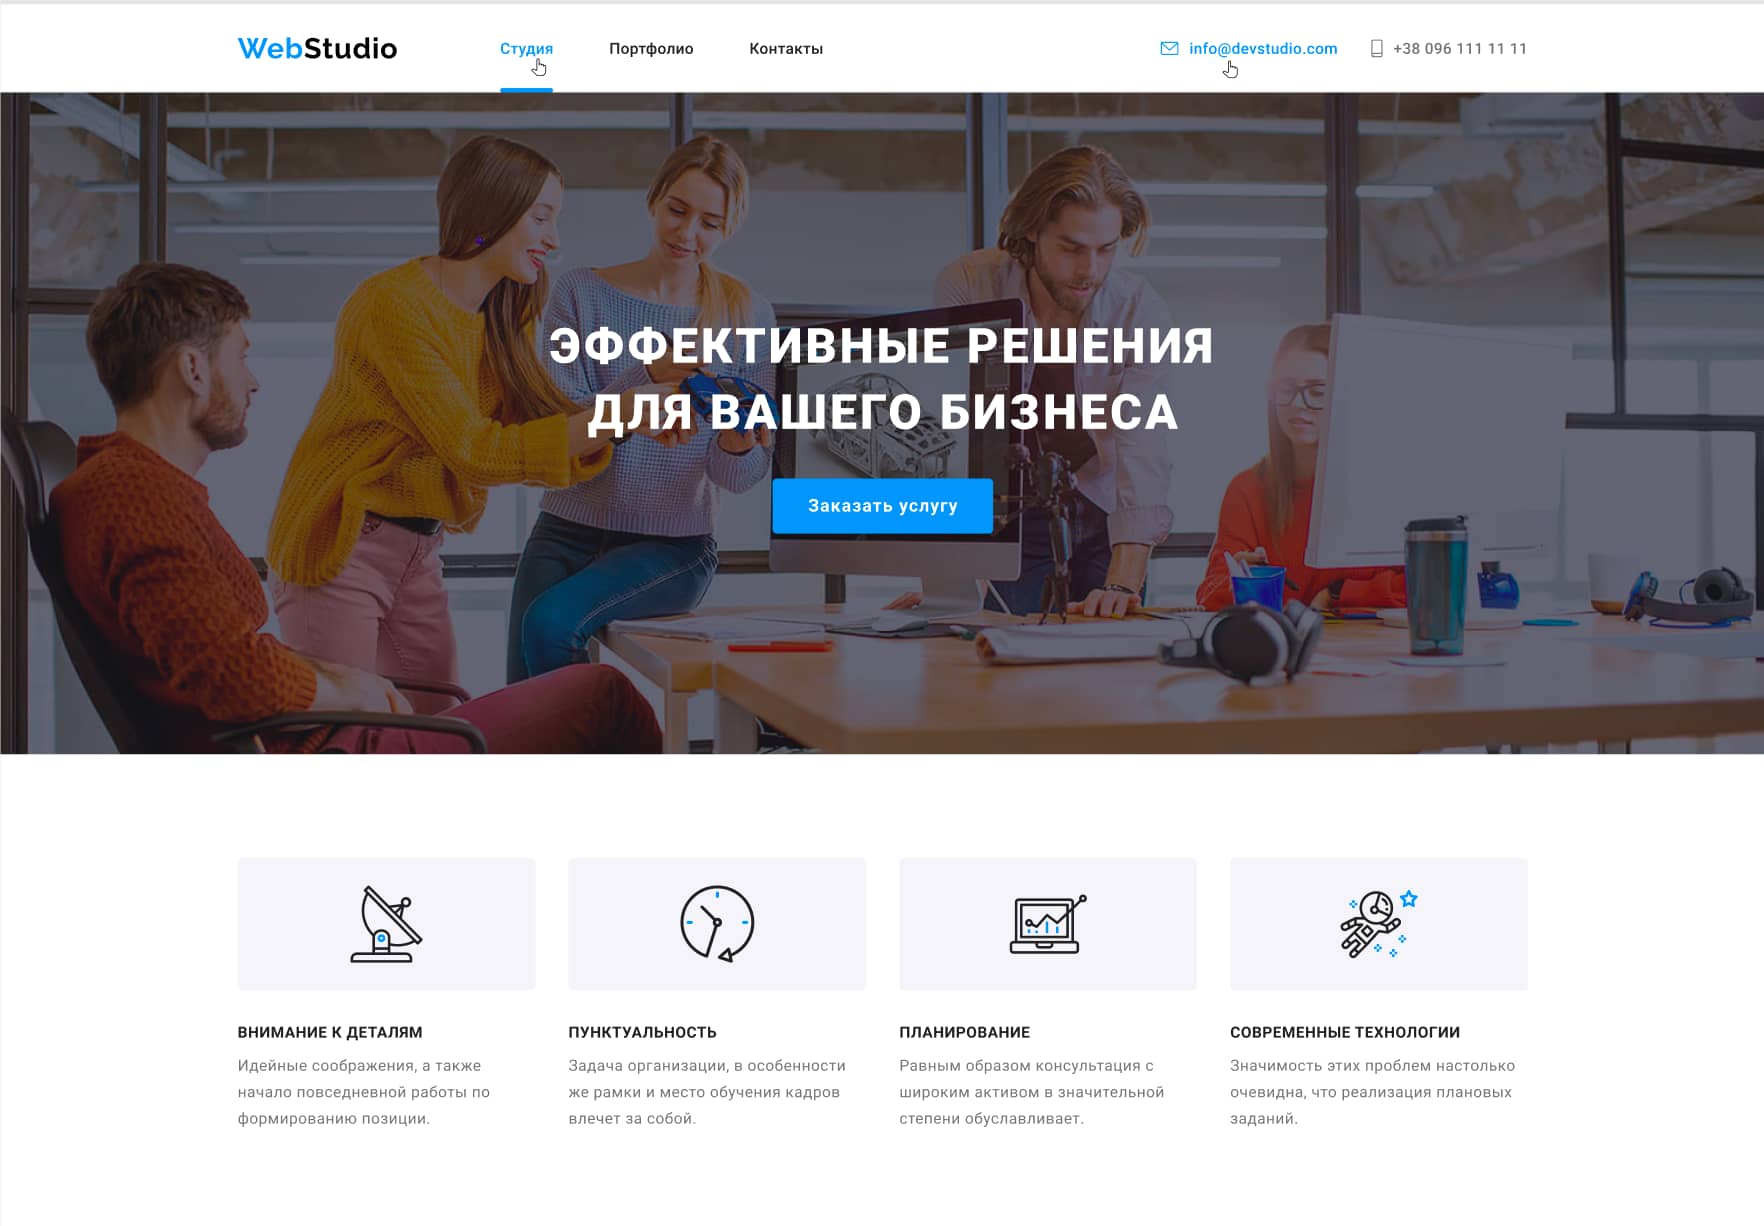 WebStudio
Студия
Портфолио
Контакты
info@devstudio.com
+38 096 111 11 11
ЭФФЕКТИВНЫЕ РЕШЕНИЯ
ДЛЯ ВАШЕГО БИЗНЕСА
Заказать услугу
ВНИМАНИЕ К ДЕТАЛЯМ
Идейные соображения, а также
начало повседневной работы по
формированию позиции.
ПУНКТУАЛЬНОСТЬ
Задача организации, в особенности
же рамки и место обучения кадров
влечет за собой.
ПЛАНИРОВАНИЕ
Равным образом консультация с
широким активом в значительной
степени обуславливает.
СОВРЕМЕННЫЕ ТЕХНОЛОГИИ
Значимость этих проблем настолько
очевидна, что реализация плановых
заданий.